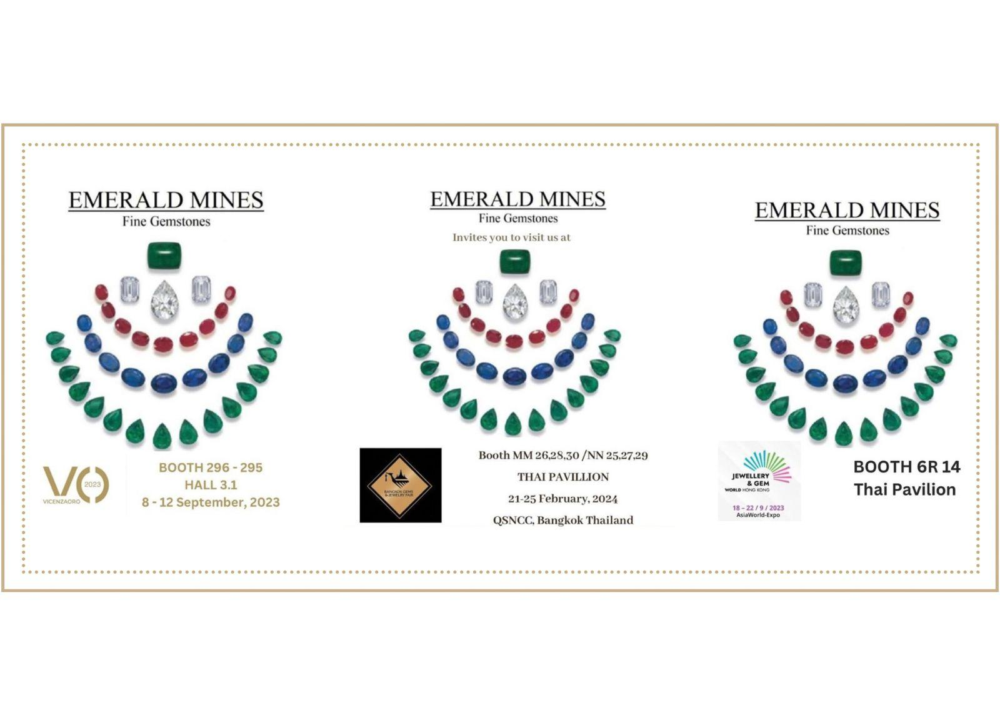 EMERALD MINES
Fine Gemstones
VO
2023
VICENZAORO
BOOTH 296 - 295
HALL 3.1
8 - 12 September, 2023
EMERALD MINES
Fine Gemstones
Invites you to visit us at
BANGKOK GEMS
& JEWELRY FAIR
Booth MM 26,28,30 /NN 25,27,29
THAI PAVILLION
21-25 February, 2024
QSNCC, Bangkok Thailand
EMERALD MINES
Fine Gemstones
JEWELLERY
& GEM
WORLD HONG KONG
18 – 22 / 9 / 2023
AsiaWorld-Expo
BOOTH 6R 14
Thai Pavilion